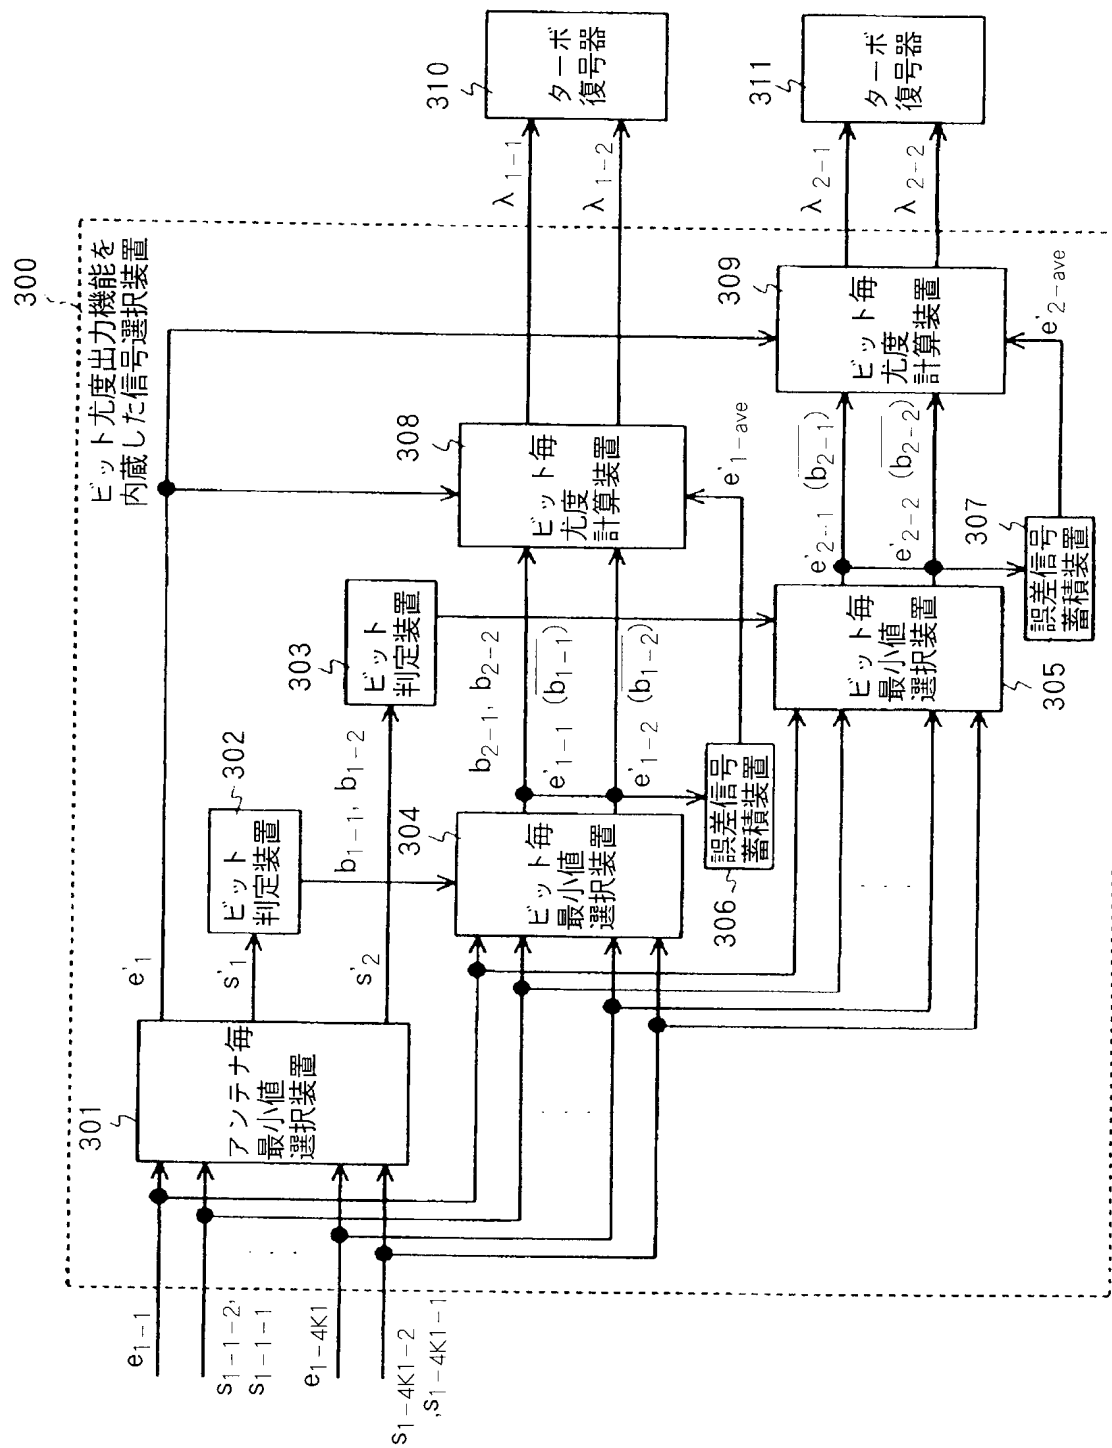 300
ビット尤度出力機能を
内蔵した信号選択装置
e₁₋₁
s₁₋₁₋₂,
s₁₋₁₋₁
e₁₋₄K₁
s₁₋₄K₁₋₂
,s₁₋₄K₁₋
301
アンテナ毎
最小値
選択装置
e'₁
s'₁
s'₂
302
ビット
判定装置
303
ビット
判定装置
b₁₋₁, b₁₋₂
b₂₋₁, b₂₋₂
304
ビット毎
最小値
選択装置
e'₁₋₁ (b̅₁₋₁)
e'₁₋₂ (b̅₁₋₂)
306
誤差信号
蓄積装置
e'₁₋ave
305
ビット毎
最小値
選択装置
e'₂₋₁ (b̅₂₋₁)
e'₂₋₂ (b̅₂₋₂)
307
誤差信号
蓄積装置
e'₂₋ave
308
ビット毎
尤度
計算装置
309
ビット毎
尤度
計算装置
λ₁₋₁
λ₁₋₂
λ₂₋₁
λ₂₋₂
310
ターボ
復号器
311
ターボ
復号器